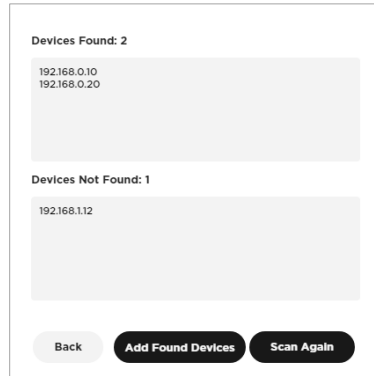 Devices Found: 2
192.168.0.10
192.168.0.20
Devices Not Found: 1
192.168.1.12
Back
Add Found Devices
Scan Again